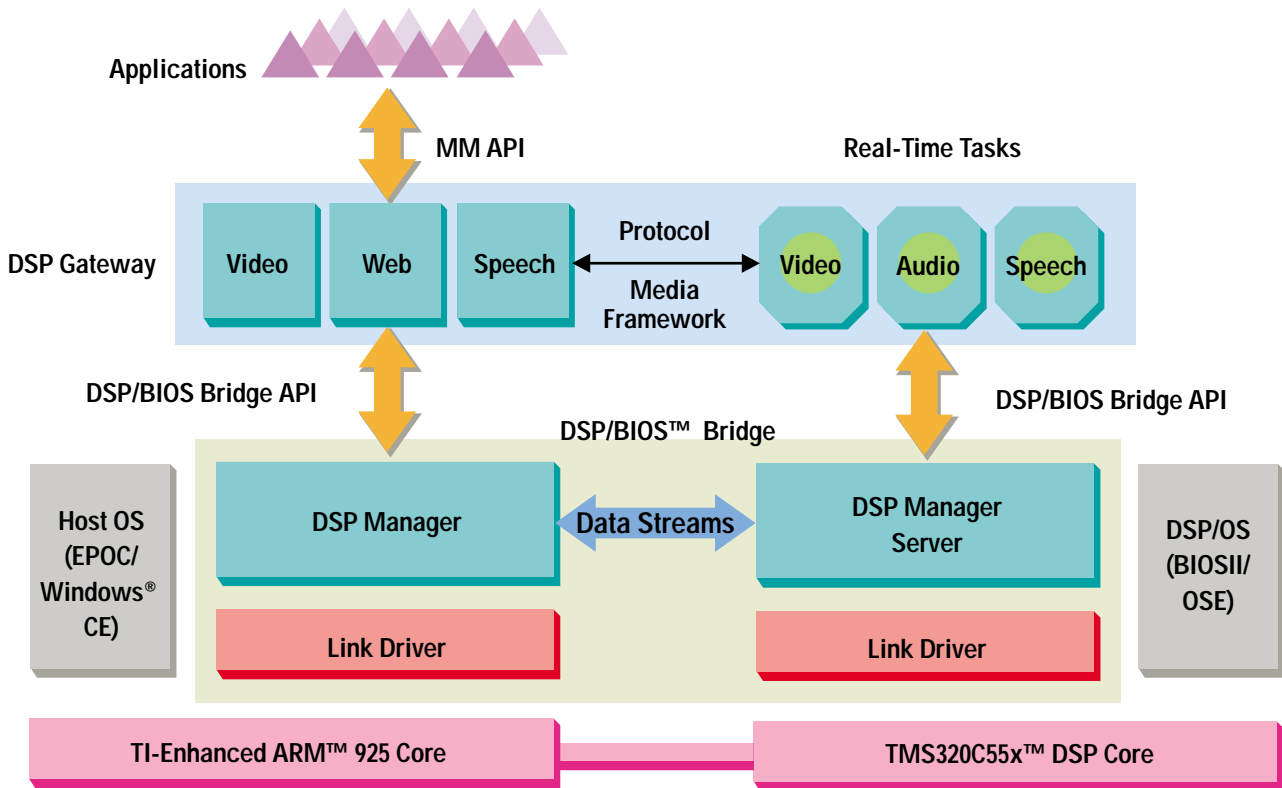 Applications
MM API
Real-Time Tasks
DSP Gateway
Video
Web
Speech
Protocol
Media
Framework
Video
Audio
Speech
DSP/BIOS Bridge API
DSP/BIOS Bridge API
DSP/BIOS™ Bridge
Host OS
(EPOC/
Windows®
CE)
DSP Manager
Data Streams
DSP Manager
Server
DSP/OS
(BIOSII/
OSE)
Link Driver
Link Driver
TI-Enhanced ARM™ 925 Core
TMS320C55x™ DSP Core